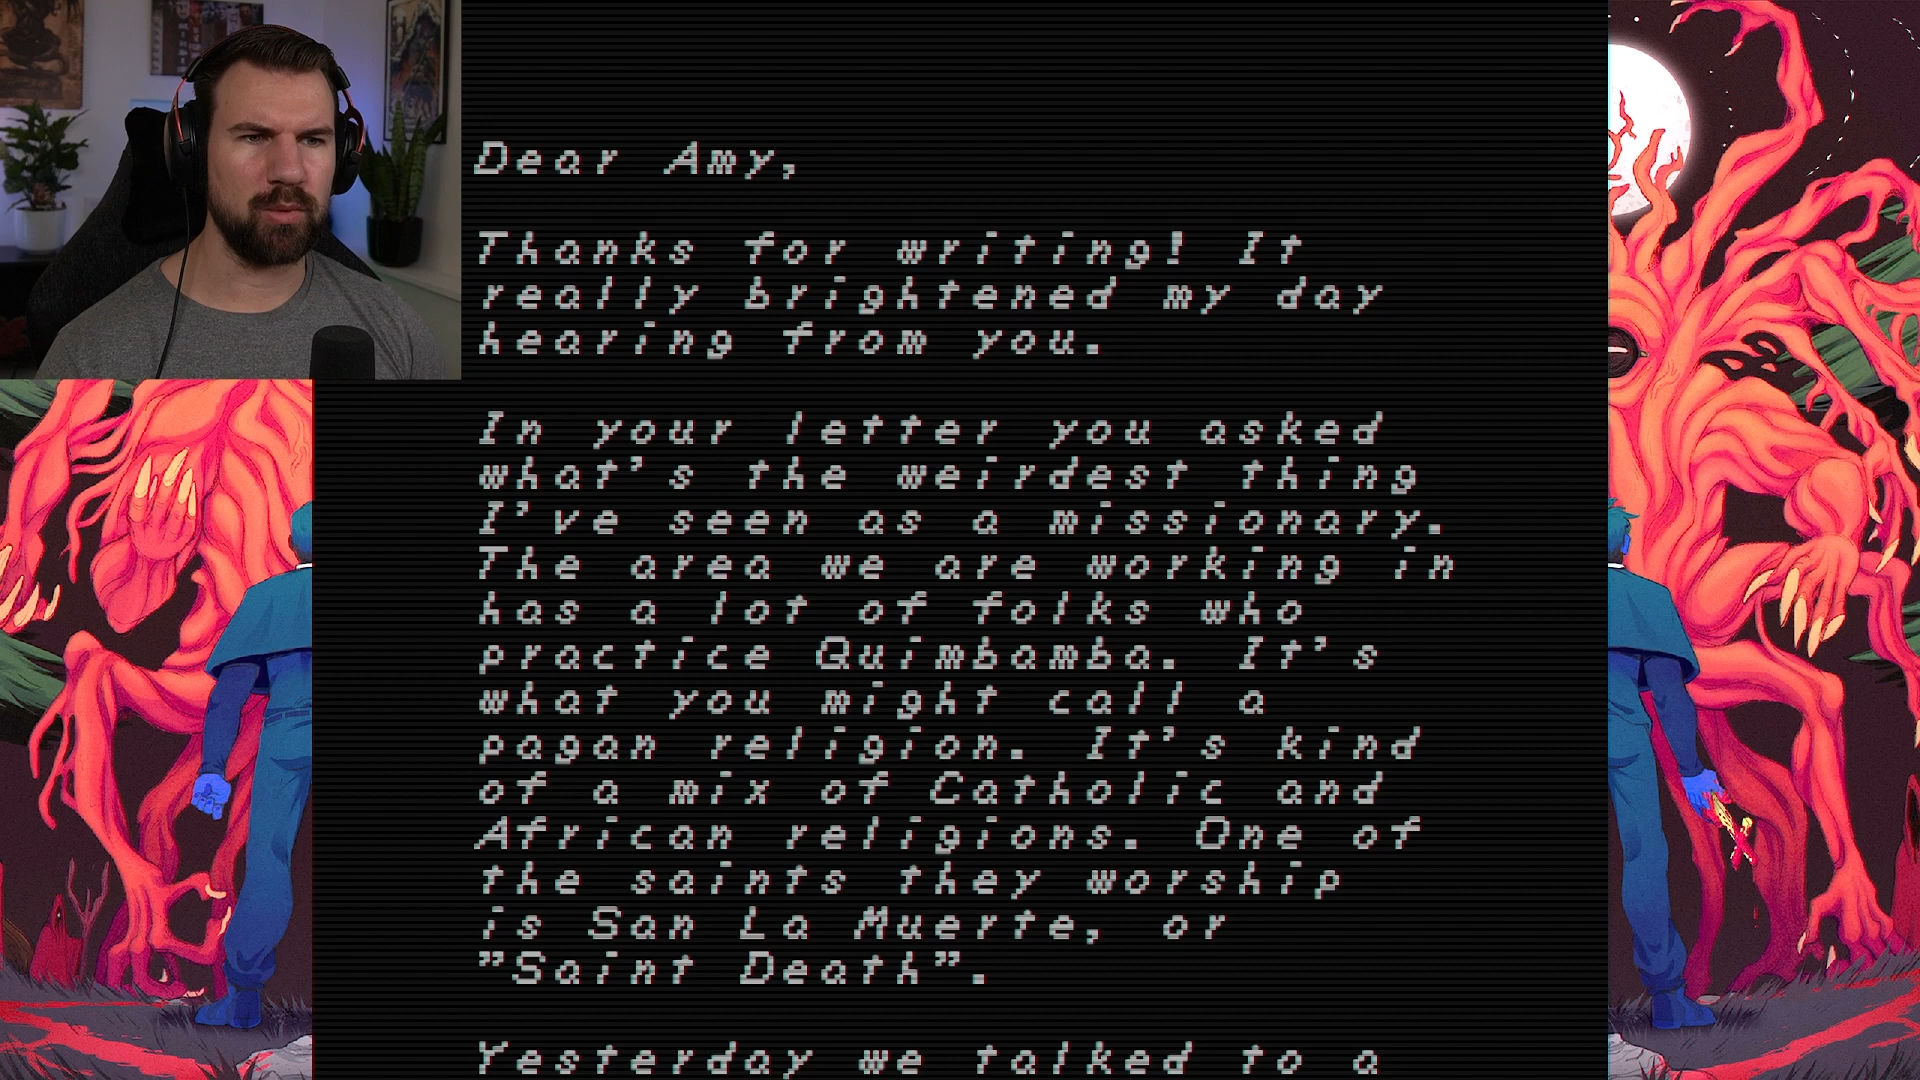 Dear Amy,
Thanks for writing! It
really brightened my day
hearing from you.
In your letter you asked
what's the weirdest thing
I've seen as a missionary.
The area we are working in
has a lot of folks who
practice Quimbamba. It's
what you might call a
pagan religion. It's kind
of a mix of Catholic and
African religions. One of
the saints they worship
is San La Muerte, or
"Saint Death".
Yesterday we talked to a